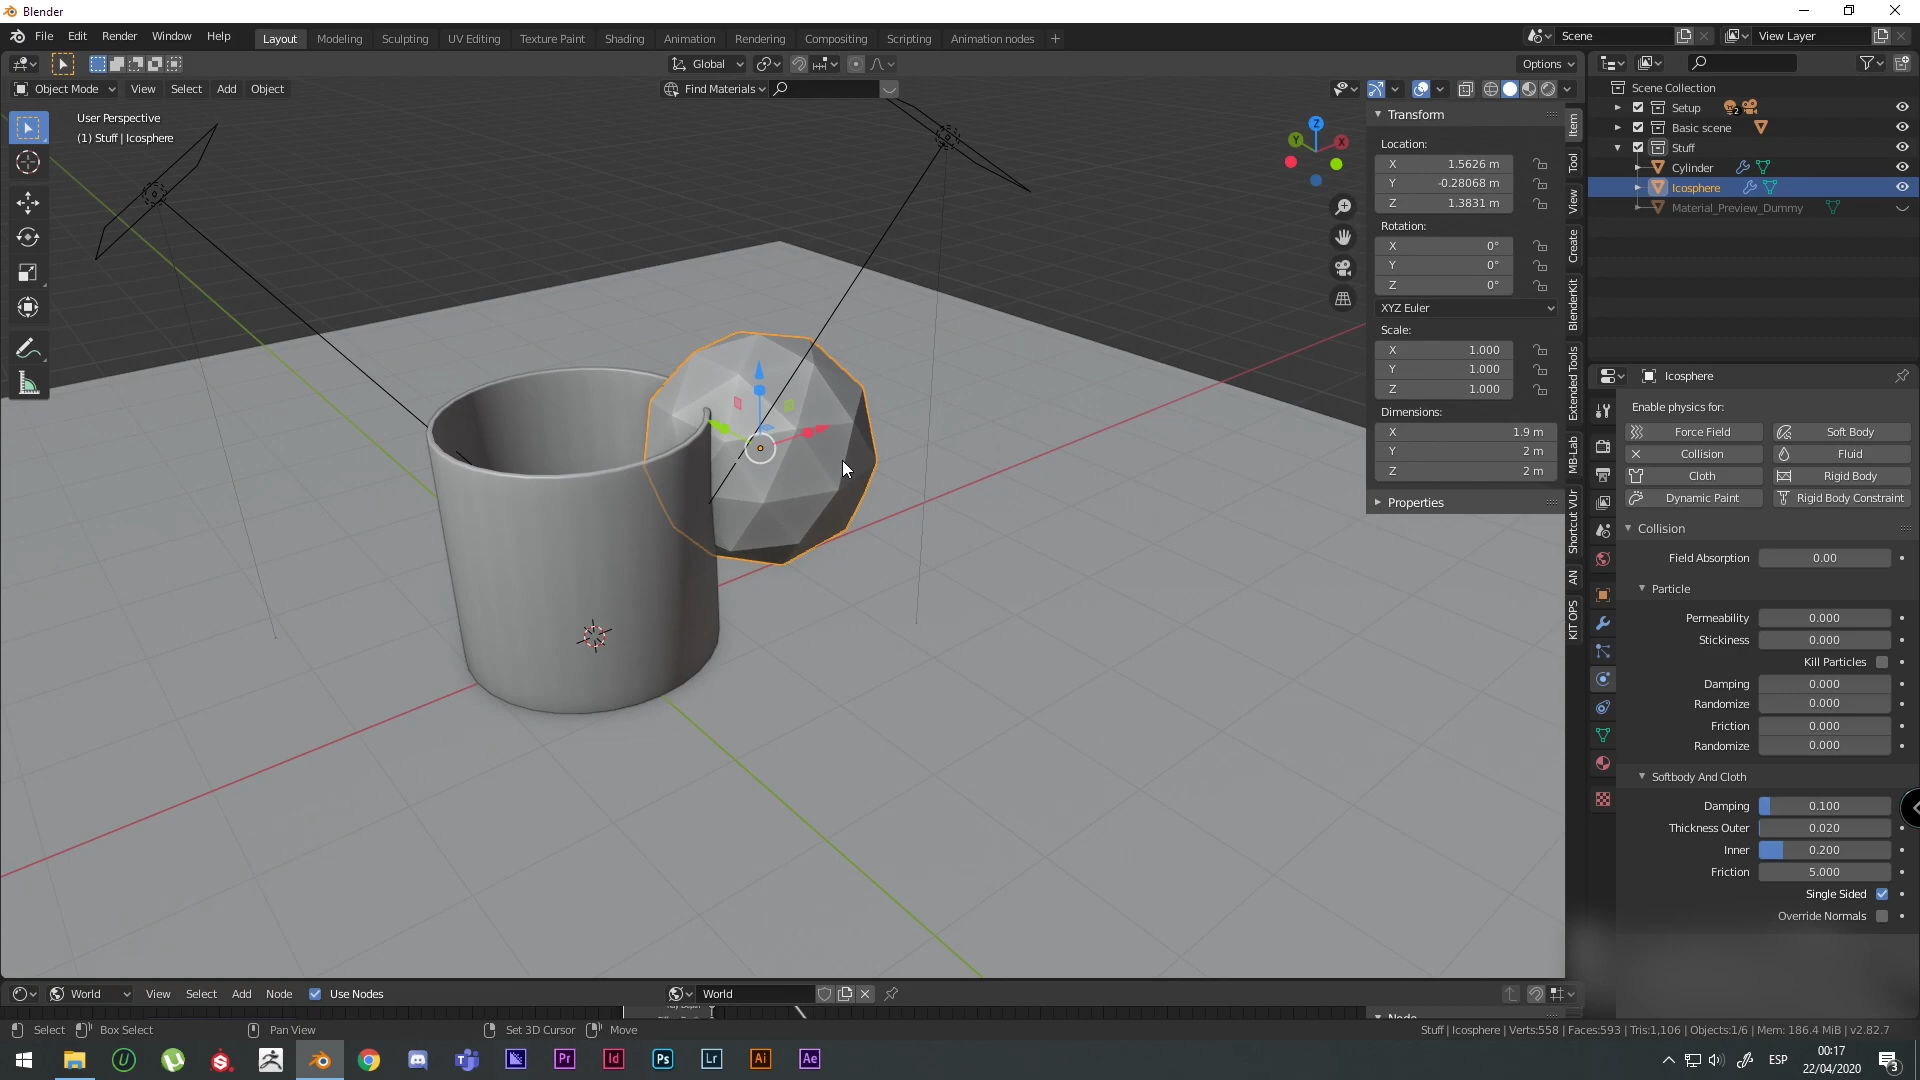 Blender
File Edit Render Window Help
Layout Modeling Sculpting UV Editing Texture Paint Shading Animation Rendering Compositing Scripting Animation nodes +
Scene
View Layer
Global
Options
Object Mode View Select Add Object
Find Materials
User Perspective
(1) Stuff | Icosphere
Z
Y
X
Transform
Location:
X 1.5626 m
Y -0.28068 m
Z 1.3831 m
Rotation:
X 0°
Y 0°
Z 0°
XYZ Euler
Scale:
X 1.000
Y 1.000
Z 1.000
Dimensions:
X 1.9 m
Y 2 m
Z 2 m
Properties
Item
Tool
View
Create
BlenderKit
Extended Tools
MB-Lab
Shortcut VUr
AN
KIT OPS
Scene Collection
Setup 2
Basic scene
Stuff
Cylinder
Icosphere
Material_Preview_Dummy
Icosphere
Enable physics for:
Force Field Soft Body
Collision Fluid
Cloth Rigid Body
Dynamic Paint Rigid Body Constraint
Collision
Field Absorption 0.00
Particle
Permeability 0.000
Stickiness 0.000
Kill Particles
Damping 0.000
Randomize 0.000
Friction 0.000
Randomize 0.000
Softbody And Cloth
Damping 0.100
Thickness Outer 0.020
Inner 0.200
Friction 5.000
Single Sided
Override Normals
World View Select Add Node Use Nodes
World
Node
Select Box Select Pan View Set 3D Cursor Move
Stuff | Icosphere | Verts:558 | Faces:593 | Tris:1,106 | Objects:1/6 | Mem: 186.4 MiB | v2.82.7
Pr Id Ps Lr Ai Ae
ESP
00:17
22/04/2020
3